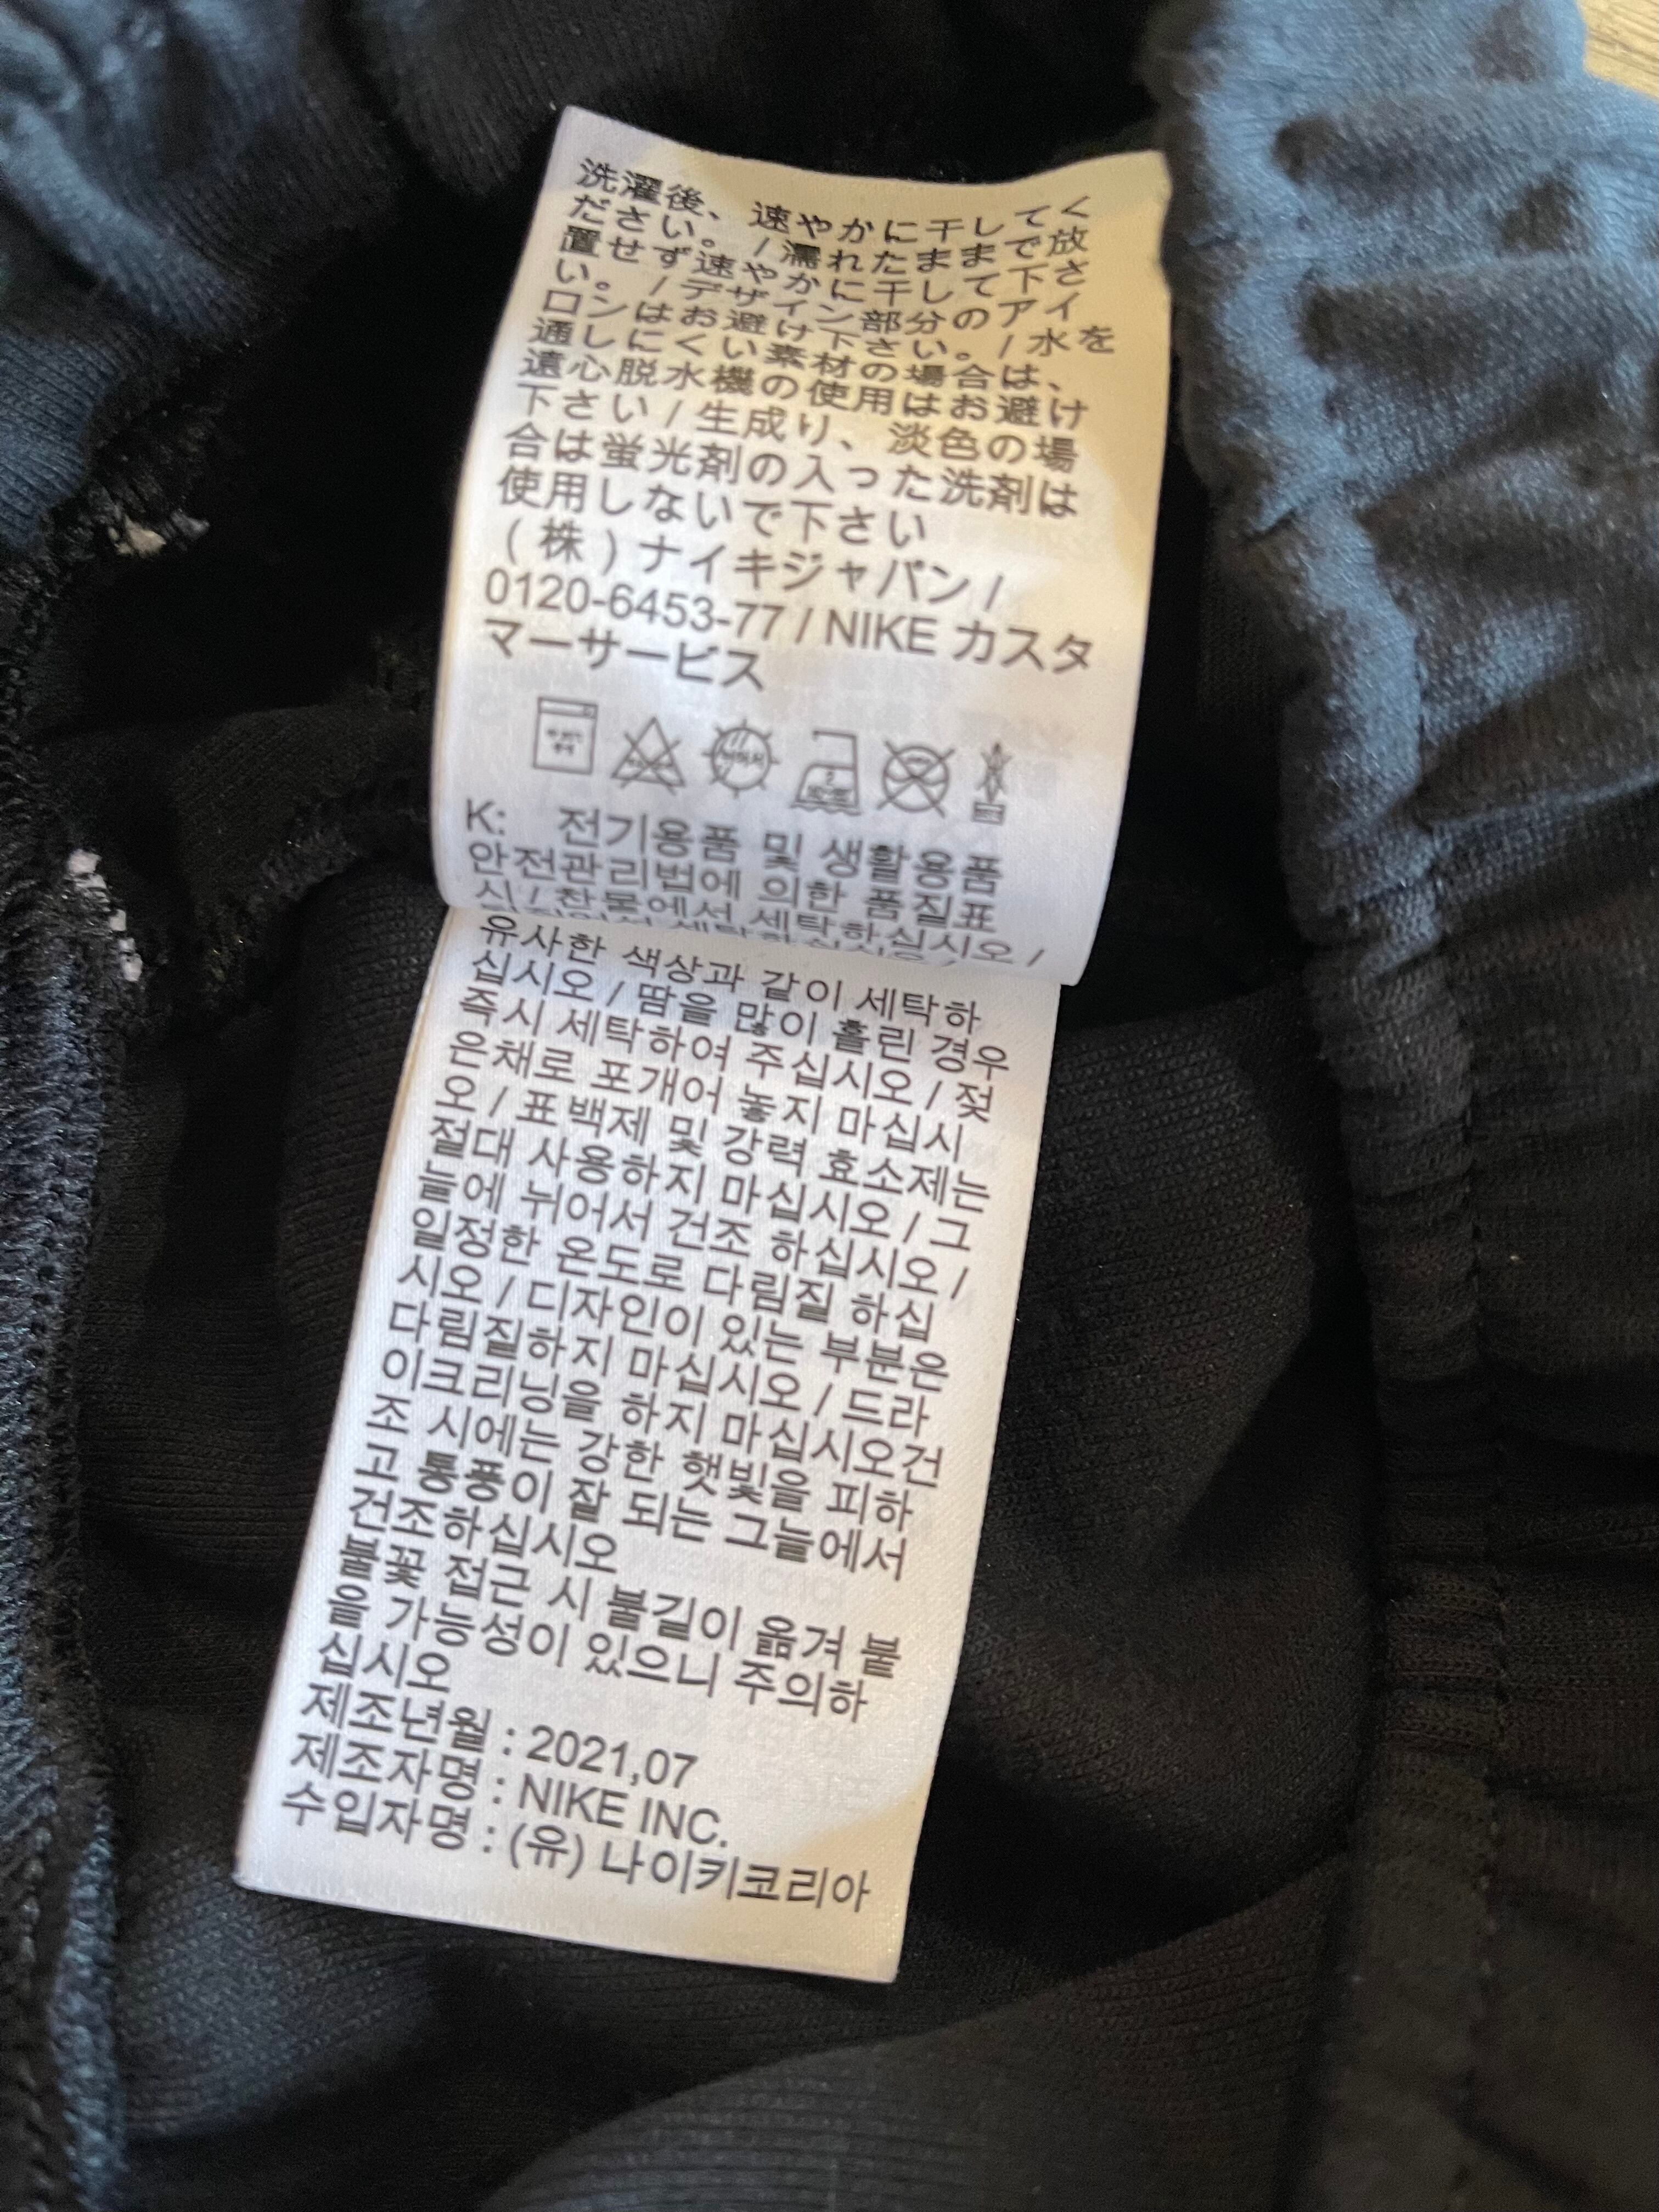 洗濯後、速やかに干してく
ださい。/濡れたままで放
置せず速やかに干して下さ
い。/デザイン部分のアイ
ロンはお避け下さい。/水を
通しにくい素材の場合は、
遠心脱水機の使用はお避け
下さい/生成り、淡色の場
合は蛍光剤の入った洗剤は
使用しないで下さい
(株)ナイキジャパン/
0120-6453-77/NIKE カスタ
マーサービス
K: 전기용품 및 생활용품
안전관리법에 의한 품질표
시/찬물에서 세탁하십시오/
세탁하십시오/
유사한 색상과 같이 세탁하
십시오/땀을 많이 흘린 경우
즉시 세탁하여 주십시오/젖
은채로 포개어 놓지 마십시
오/표백제 및 강력 효소제는
절대 사용하지 마십시오/그
늘에 뉘어서 건조 하십시오/
일정한 온도로 다림질 하십
시오/디자인이 있는 부분은
다림질하지 마십시오/드라
이크리닝을 하지 마십시오건
조 시에는 강한 햇빛을 피하
고 통풍이 잘 되는 그늘에서
건조하십시오
불꽃 접근 시 불길이 옮겨 붙
을 가능성이 있으니 주의하
십시오
제조년월 : 2021,07
제조자명 : NIKE INC.
수입자명 : (유) 나이키코리아